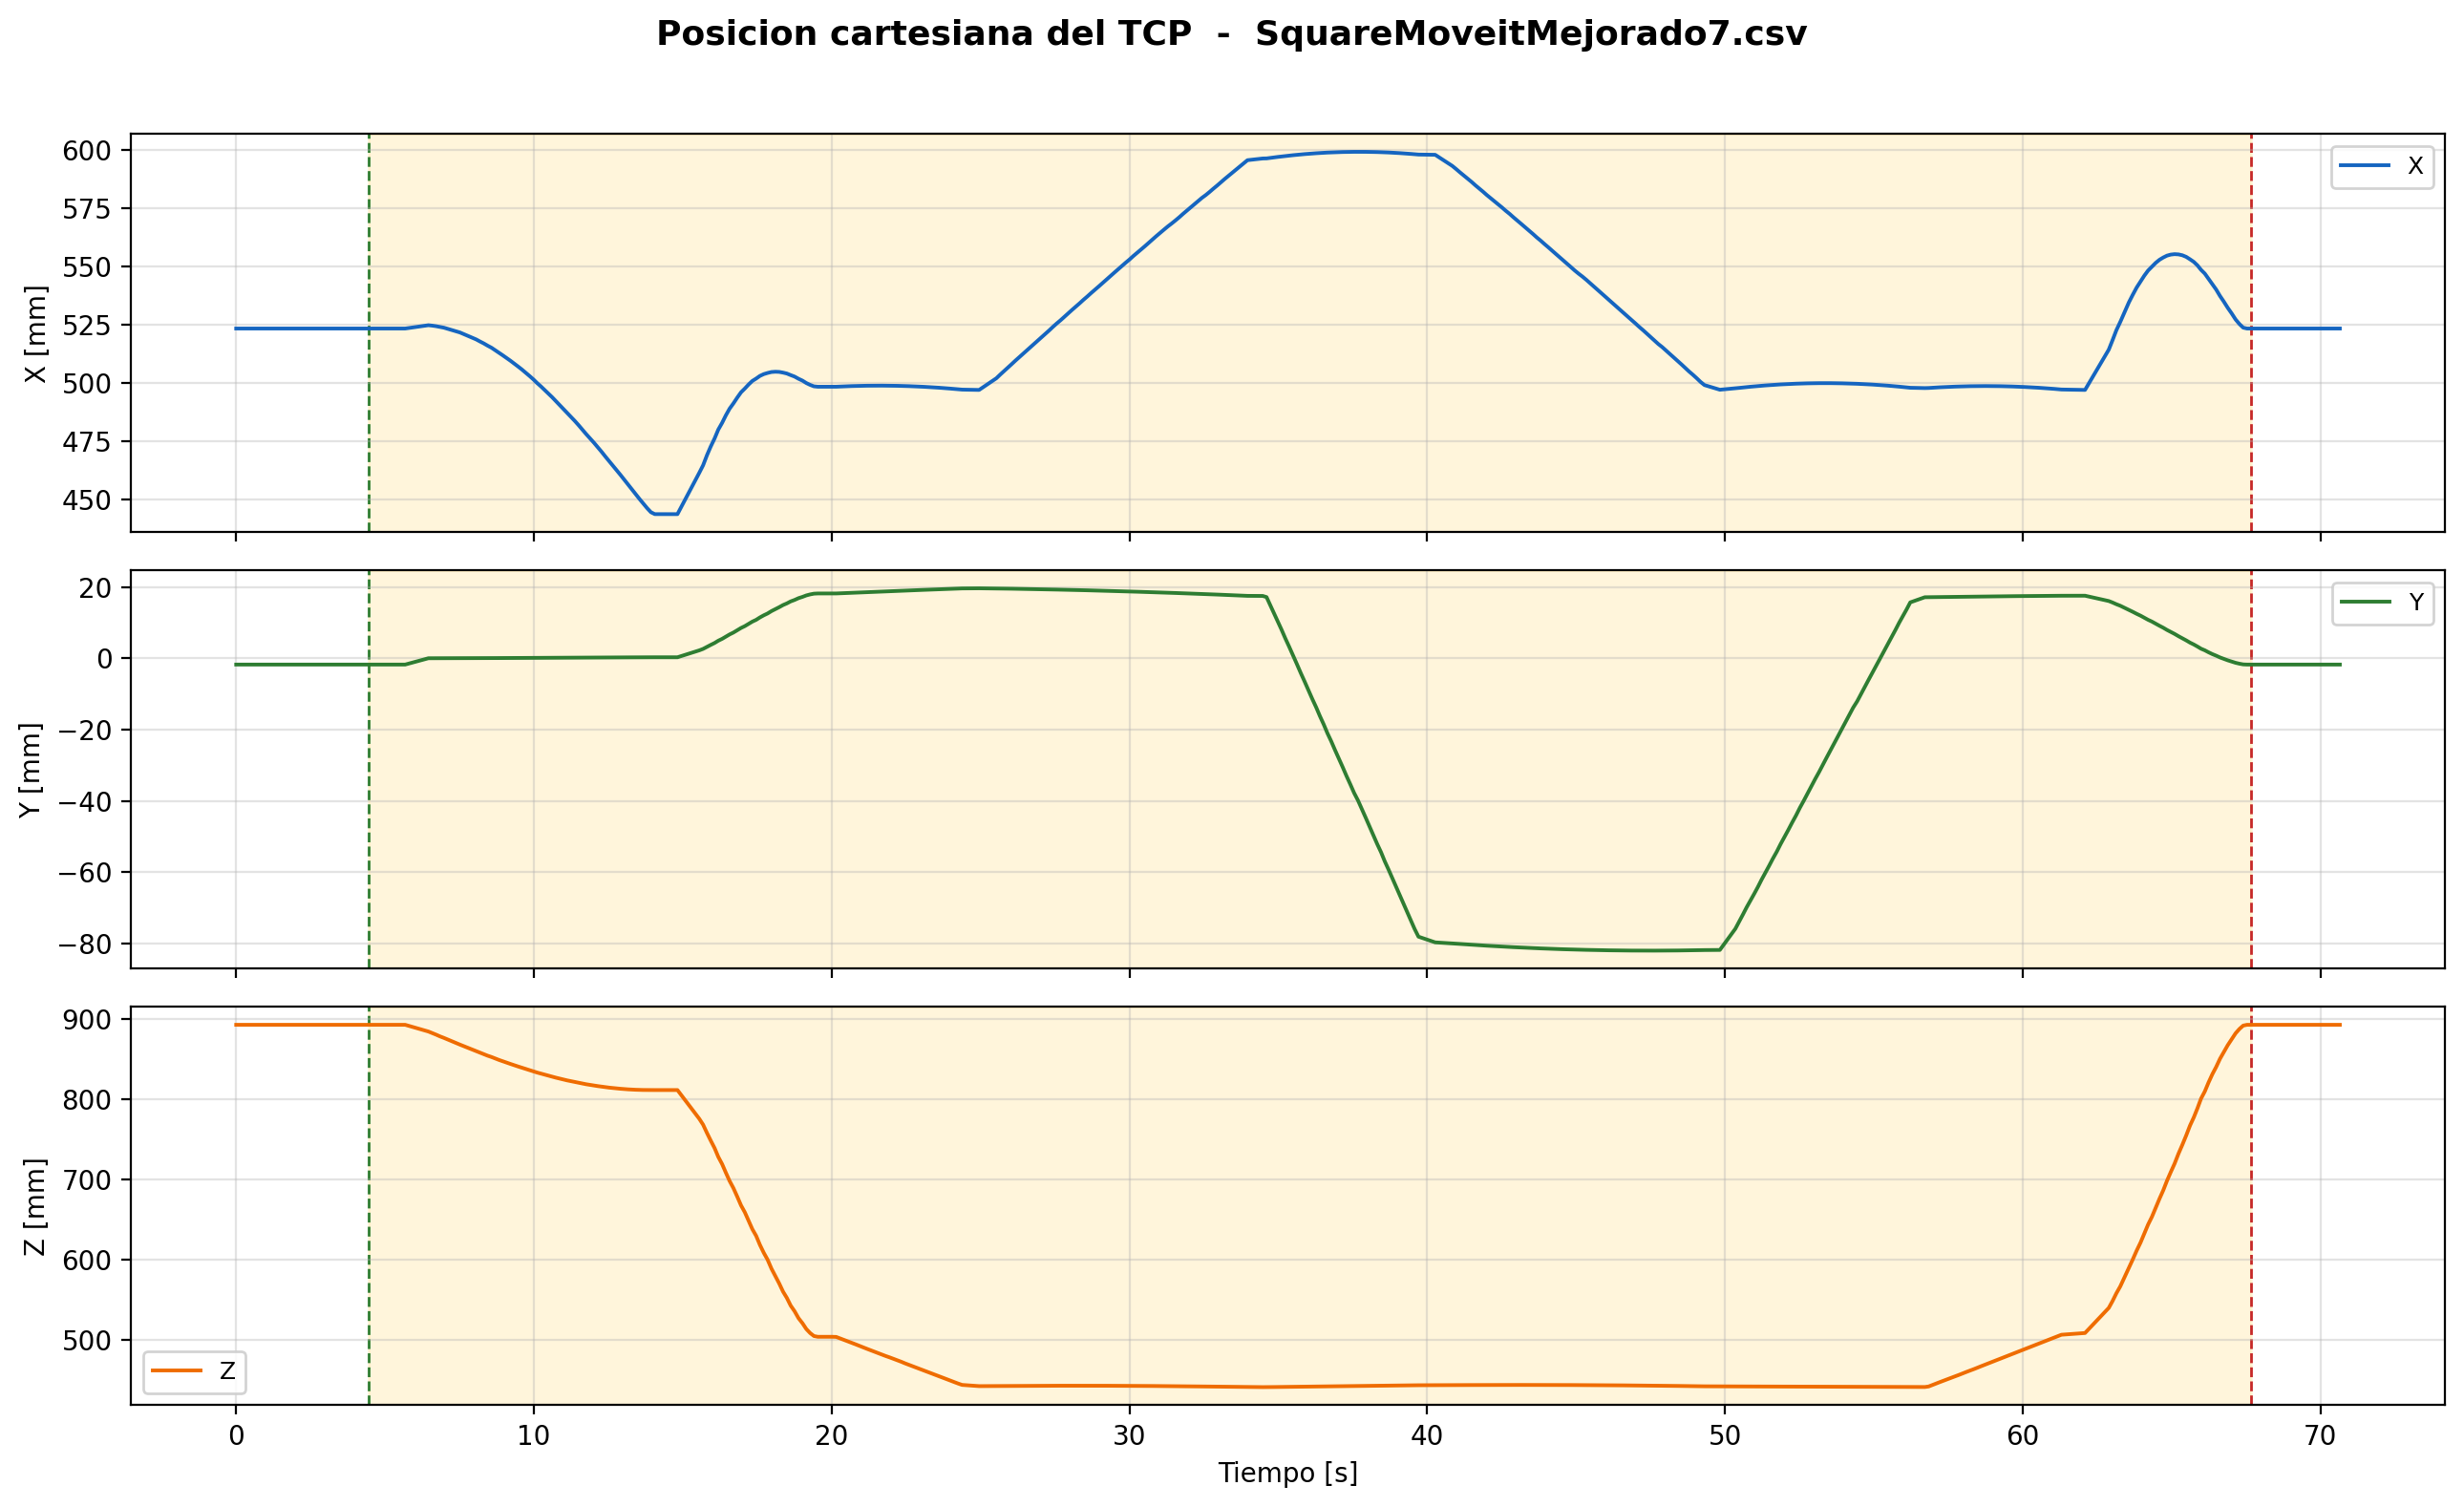 Posicion cartesiana del TCP - SquareMoveitMejorado7.csv
600
575
550
525
500
475
450
X [mm]
X
20
0
−20
−40
−60
−80
Y [mm]
Y
900
800
700
600
500
Z [mm]
Z
0 10 20 30 40 50 60 70
Tiempo [s]